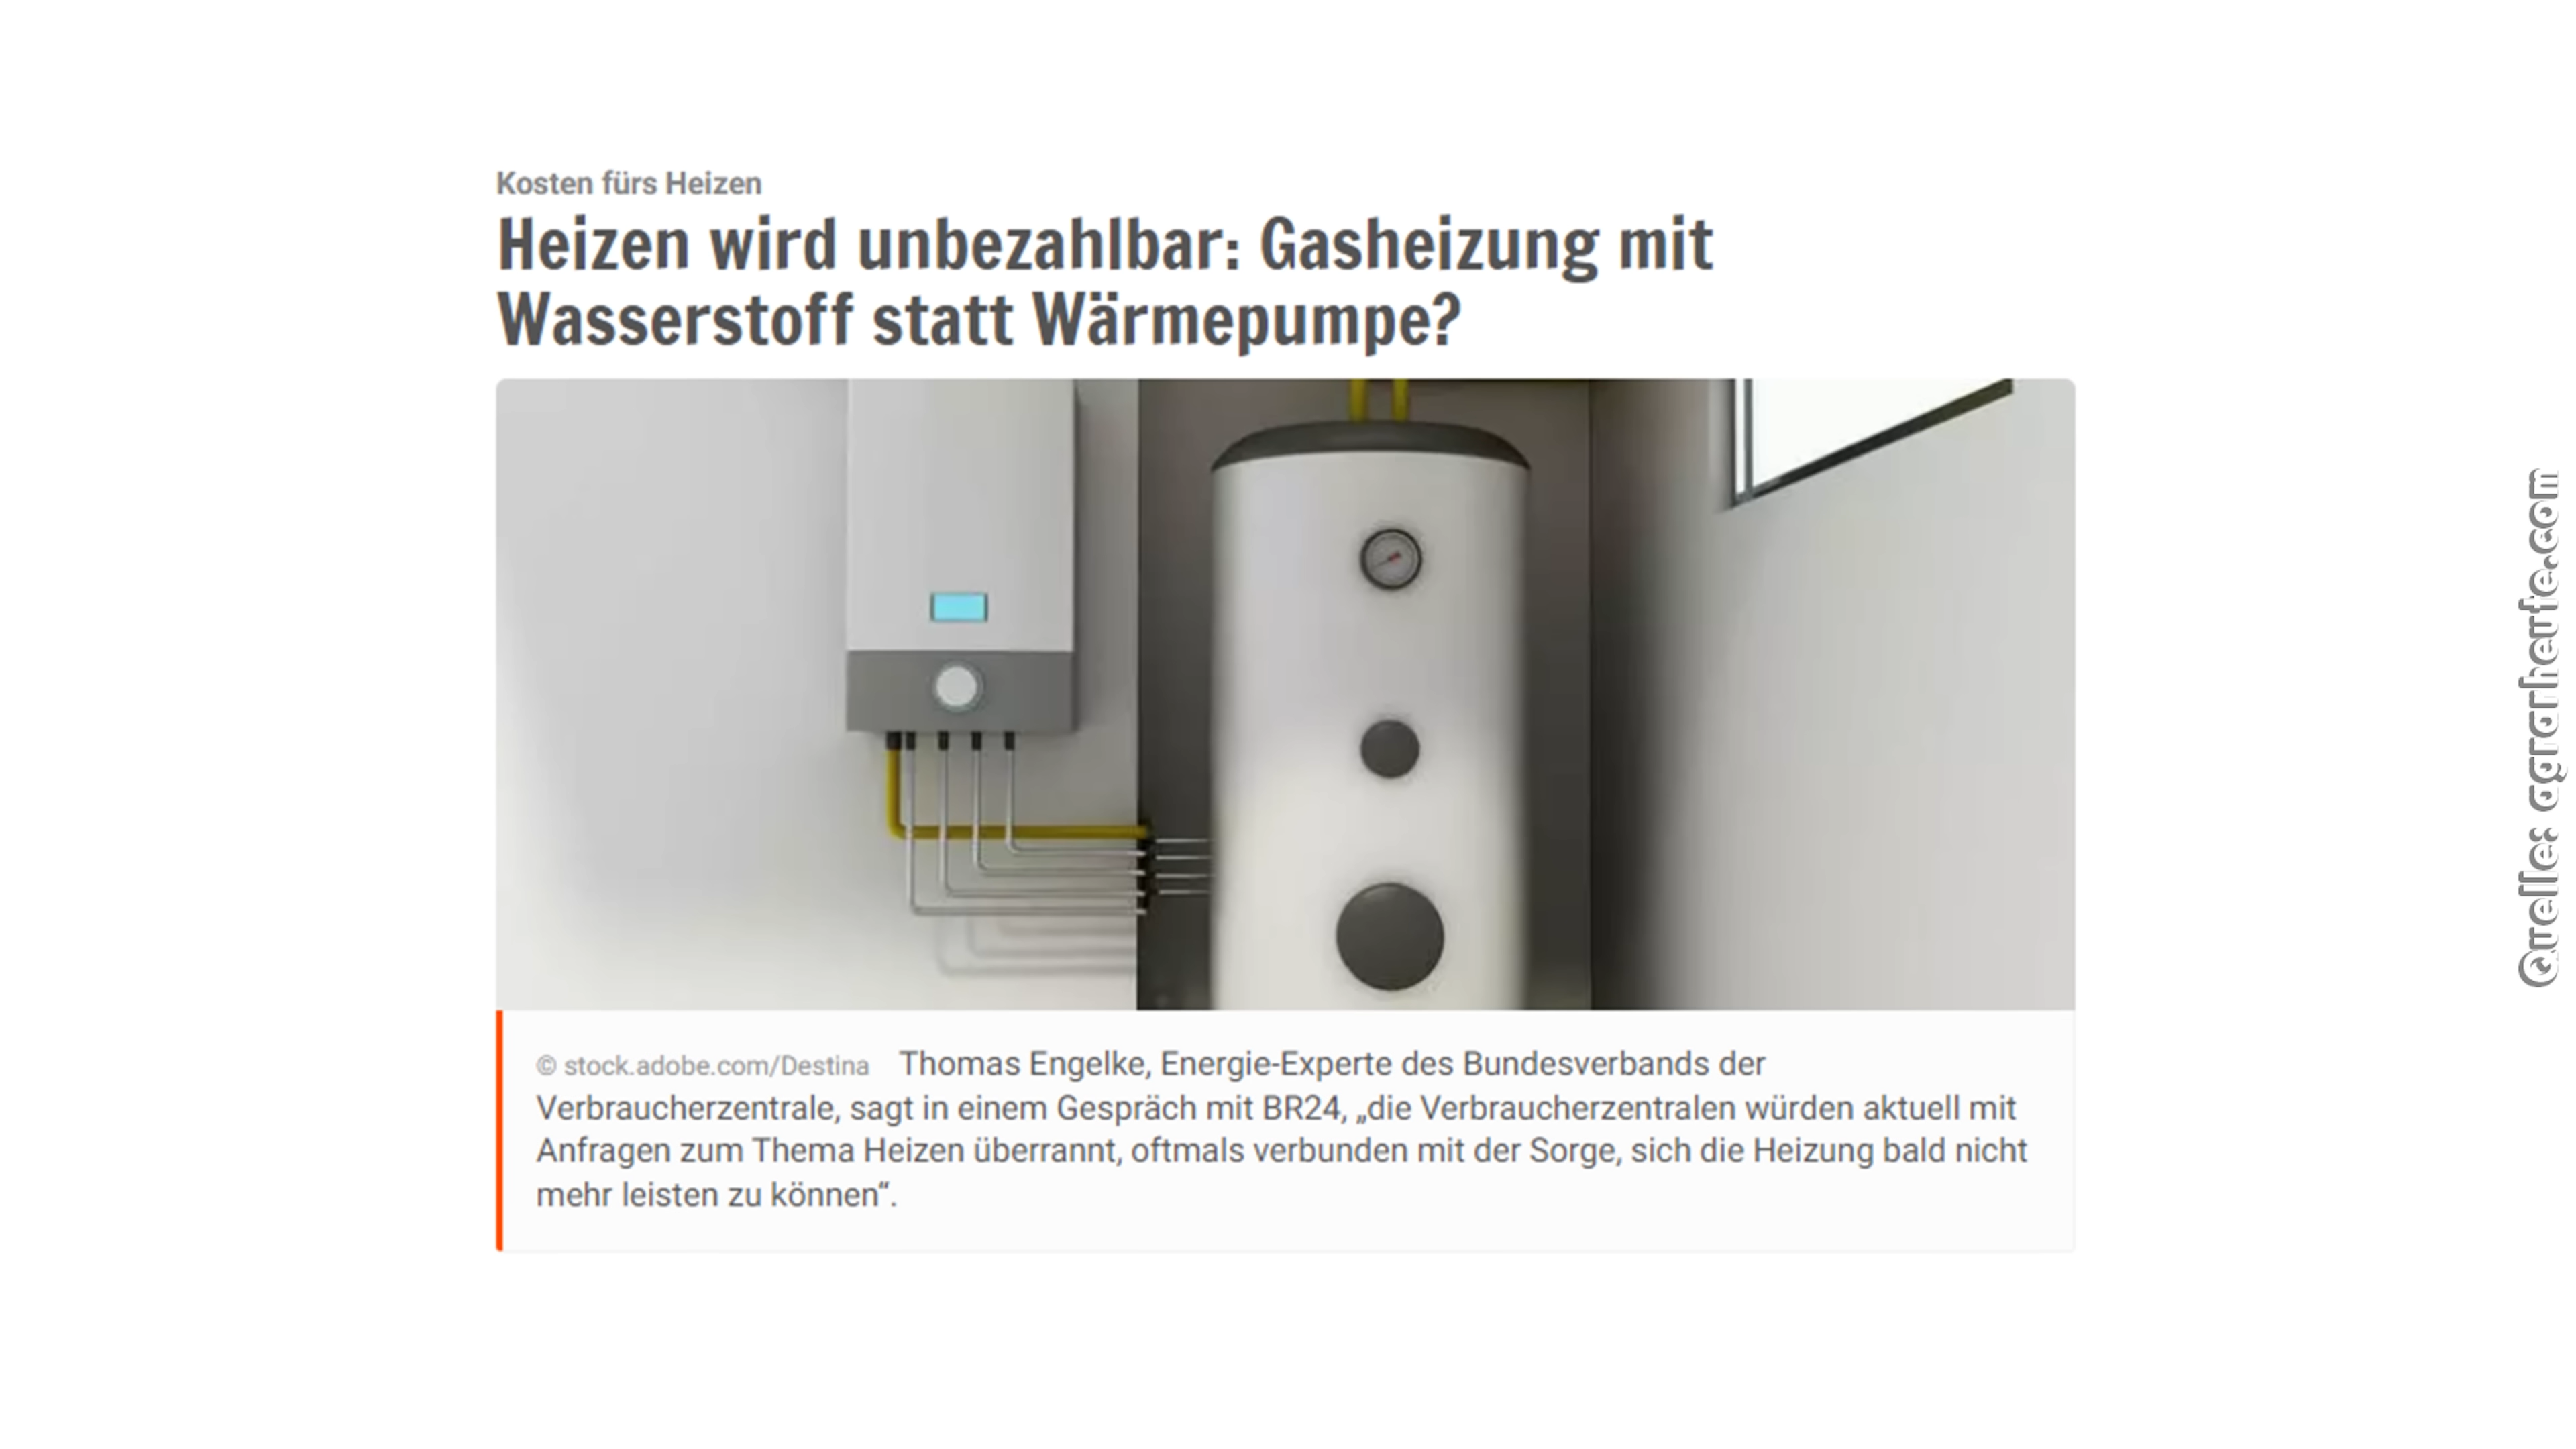 Kosten fürs Heizen
Heizen wird unbezahlbar: Gasheizung mit
Wasserstoff statt Wärmepumpe?
© stock.adobe.com/Destina Thomas Engelke, Energie-Experte des Bundesverbands der
Verbraucherzentrale, sagt in einem Gespräch mit BR24, „die Verbraucherzentralen würden aktuell mit
Anfragen zum Thema Heizen überrannt, oftmals verbunden mit der Sorge, sich die Heizung bald nicht
mehr leisten zu können“.
Quelle: agrarheute.com